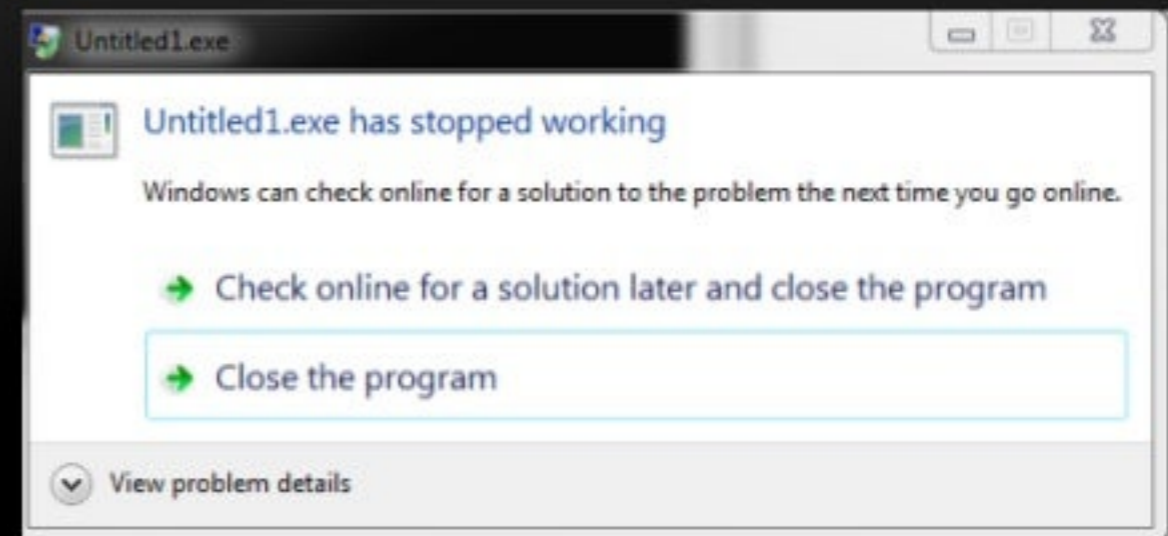 Untitled1.exe
Untitled1.exe has stopped working
Windows can check online for a solution to the problem the next time you go online.
Check online for a solution later and close the program
Close the program
View problem details